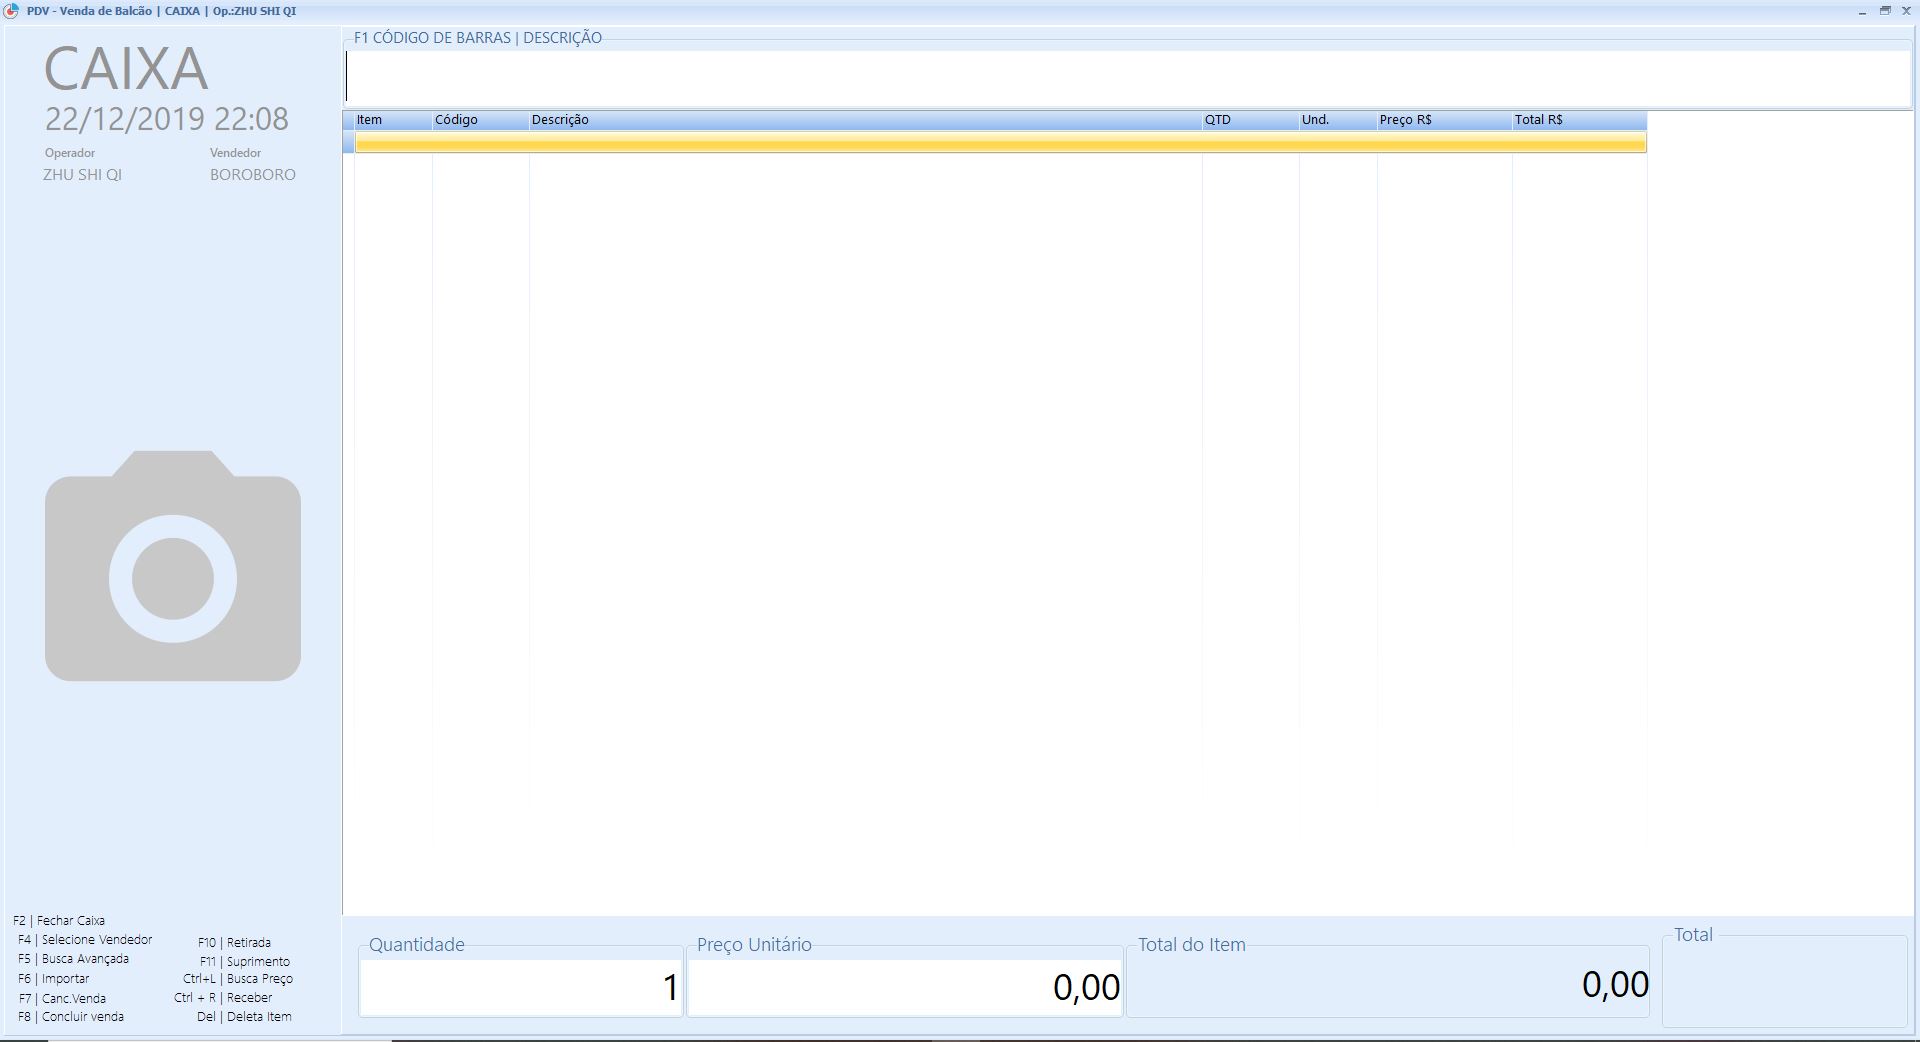 PDV - Venda de Balcão | CAIXA | Op.:ZHU SHI QI
CAIXA
22/12/2019 22:08
Operador Vendedor
ZHU SHI QI BOROBORO
F1 CÓDIGO DE BARRAS | DESCRIÇÃO
Item Código Descrição QTD Und. Preço R$ Total R$
F2 | Fechar Caixa
F4 | Selecione Vendedor
F5 | Busca Avançada
F6 | Importar
F7 | Canc.Venda
F8 | Concluir venda
F10 | Retirada
F11 | Suprimento
Ctrl+L | Busca Preço
Ctrl + R | Receber
Del | Deleta Item
Quantidade
1
Preço Unitário
0,00
Total do Item
0,00
Total